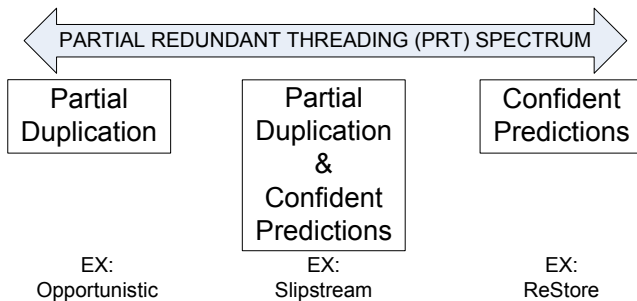 PARTIAL REDUNDANT THREADING (PRT) SPECTRUM
Partial
Duplication
Partial
Duplication
&
Confident
Predictions
Confident
Predictions
EX:
Opportunistic
EX:
Slipstream
EX:
ReStore